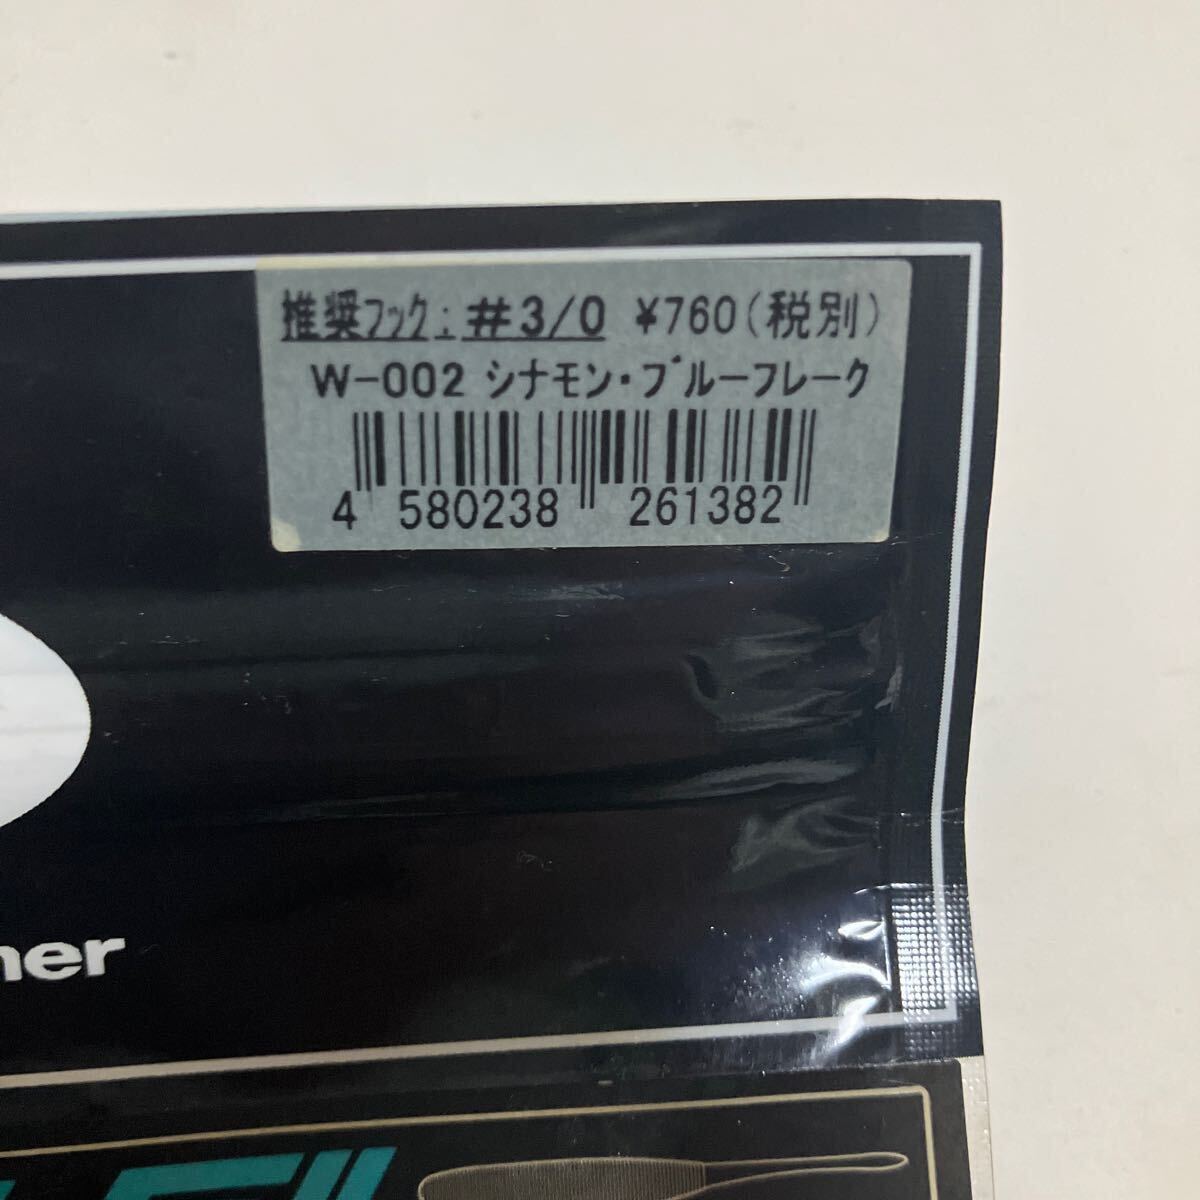 推奨フック:#3/0 ¥760(税別)
W-002 シナモン・ブルーフレーク
4 580238 261382
ner